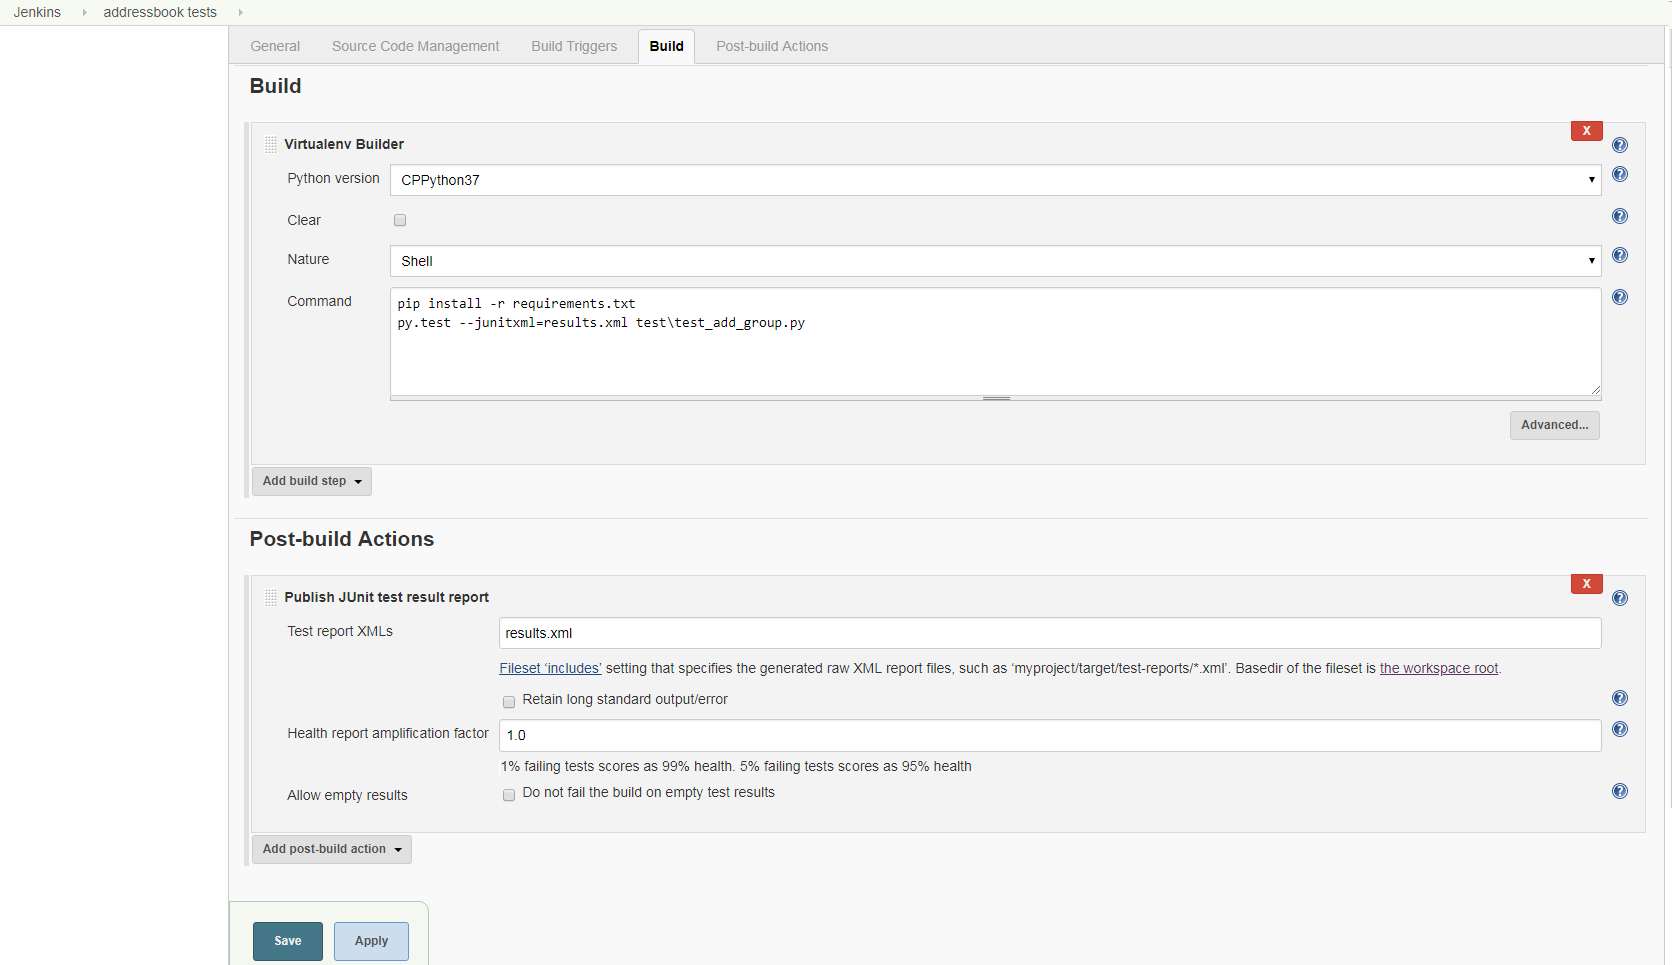 Jenkins addressbook tests
General Source Code Management Build Triggers Build Post-build Actions
Build
X
Virtualenv Builder
Python version CPPython37
Clear
Nature Shell
Command pip install -r requirements.txt
py.test --junitxml=results.xml test\test_add_group.py
Advanced...
Add build step
Post-build Actions
X
Publish JUnit test result report
Test report XMLs results.xml
Fileset ‘includes’ setting that specifies the generated raw XML report files, such as ‘myproject/target/test-reports/*.xml’. Basedir of the fileset is the workspace root.
Retain long standard output/error
Health report amplification factor 1.0
1% failing tests scores as 99% health. 5% failing tests scores as 95% health
Allow empty results Do not fail the build on empty test results
Add post-build action
Save Apply